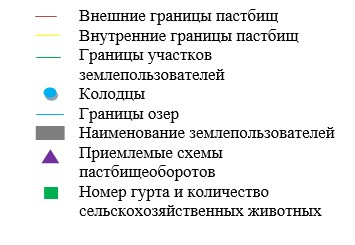 Внешние границы пастбищ
Внутренние границы пастбищ
Границы участков
землепользователей
Колодцы
Границы озер
Наименование землепользователей
Приемлемые схемы
пастбищеоборотов
Номер гурта и количество
сельскохозяйственных животных